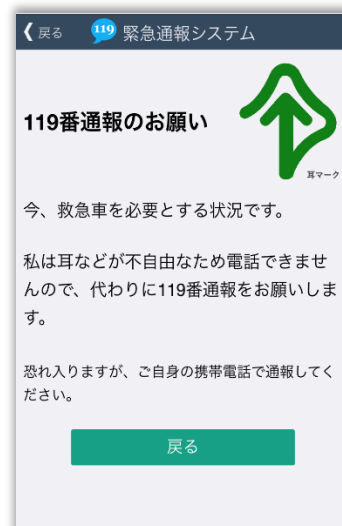 戻る 119 緊急通報システム
119番通報のお願い
耳マーク
今、救急車を必要とする状況です。
私は耳などが不自由なため電話できませ
んので、代わりに119番通報をお願いしま
す。
恐れ入りますが、ご自身の携帯電話で通報してく
ださい。
戻る